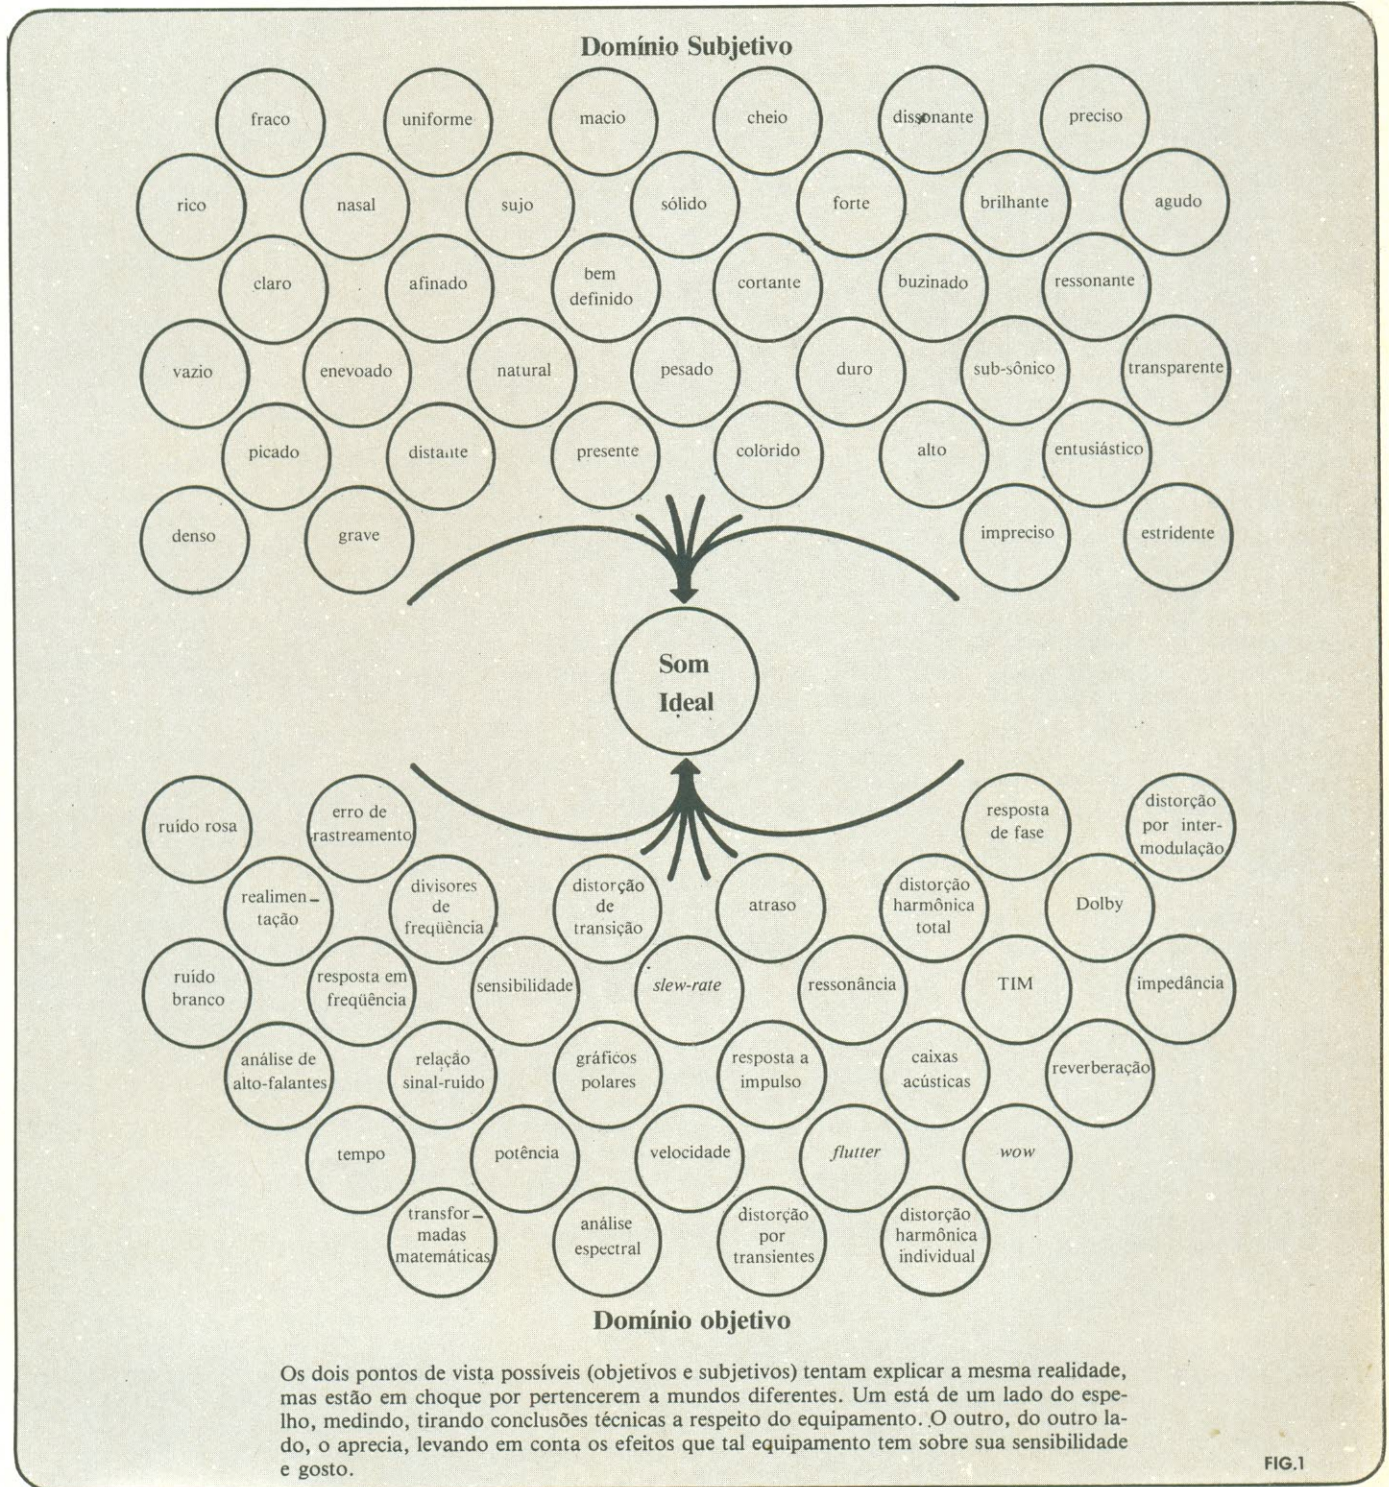 Domínio Subjetivo
fraco
uniforme
macio
cheio
dissonante
preciso
rico
nasal
sujo
sólido
forte
brilhante
agudo
claro
afinado
bem
definido
cortante
buzinado
ressonante
vazio
enevoado
natural
pesado
duro
sub-sônico
transparente
picado
distante
presente
colorido
alto
entusiástico
denso
grave
impreciso
estridente
Som
Ideal
ruído rosa
erro de
rastreamento
resposta
de fase
distorção
por inter-
modulação
realimen-
tação
divisores
de
freqüência
distorção
de
transição
atraso
distorção
harmônica
total
Dolby
ruído
branco
resposta em
freqüência
sensibilidade
slew-rate
ressonância
TIM
impedância
análise de
alto-falantes
relação
sinal-ruído
gráficos
polares
resposta a
impulso
caixas
acústicas
reverberação
tempo
potência
velocidade
flutter
wow
transfor-
madas
matemáticas
análise
espectral
distorção
por
transientes
distorção
harmônica
individual
Domínio objetivo
Os dois pontos de vista possíveis (objetivos e subjetivos) tentam explicar a mesma realidade,
mas estão em choque por pertencerem a mundos diferentes. Um está de um lado do espe-
lho, medindo, tirando conclusões técnicas a respeito do equipamento. O outro, do outro la-
do, o aprecia, levando em conta os efeitos que tal equipamento tem sobre sua sensibilidade
e gosto.
FIG.1